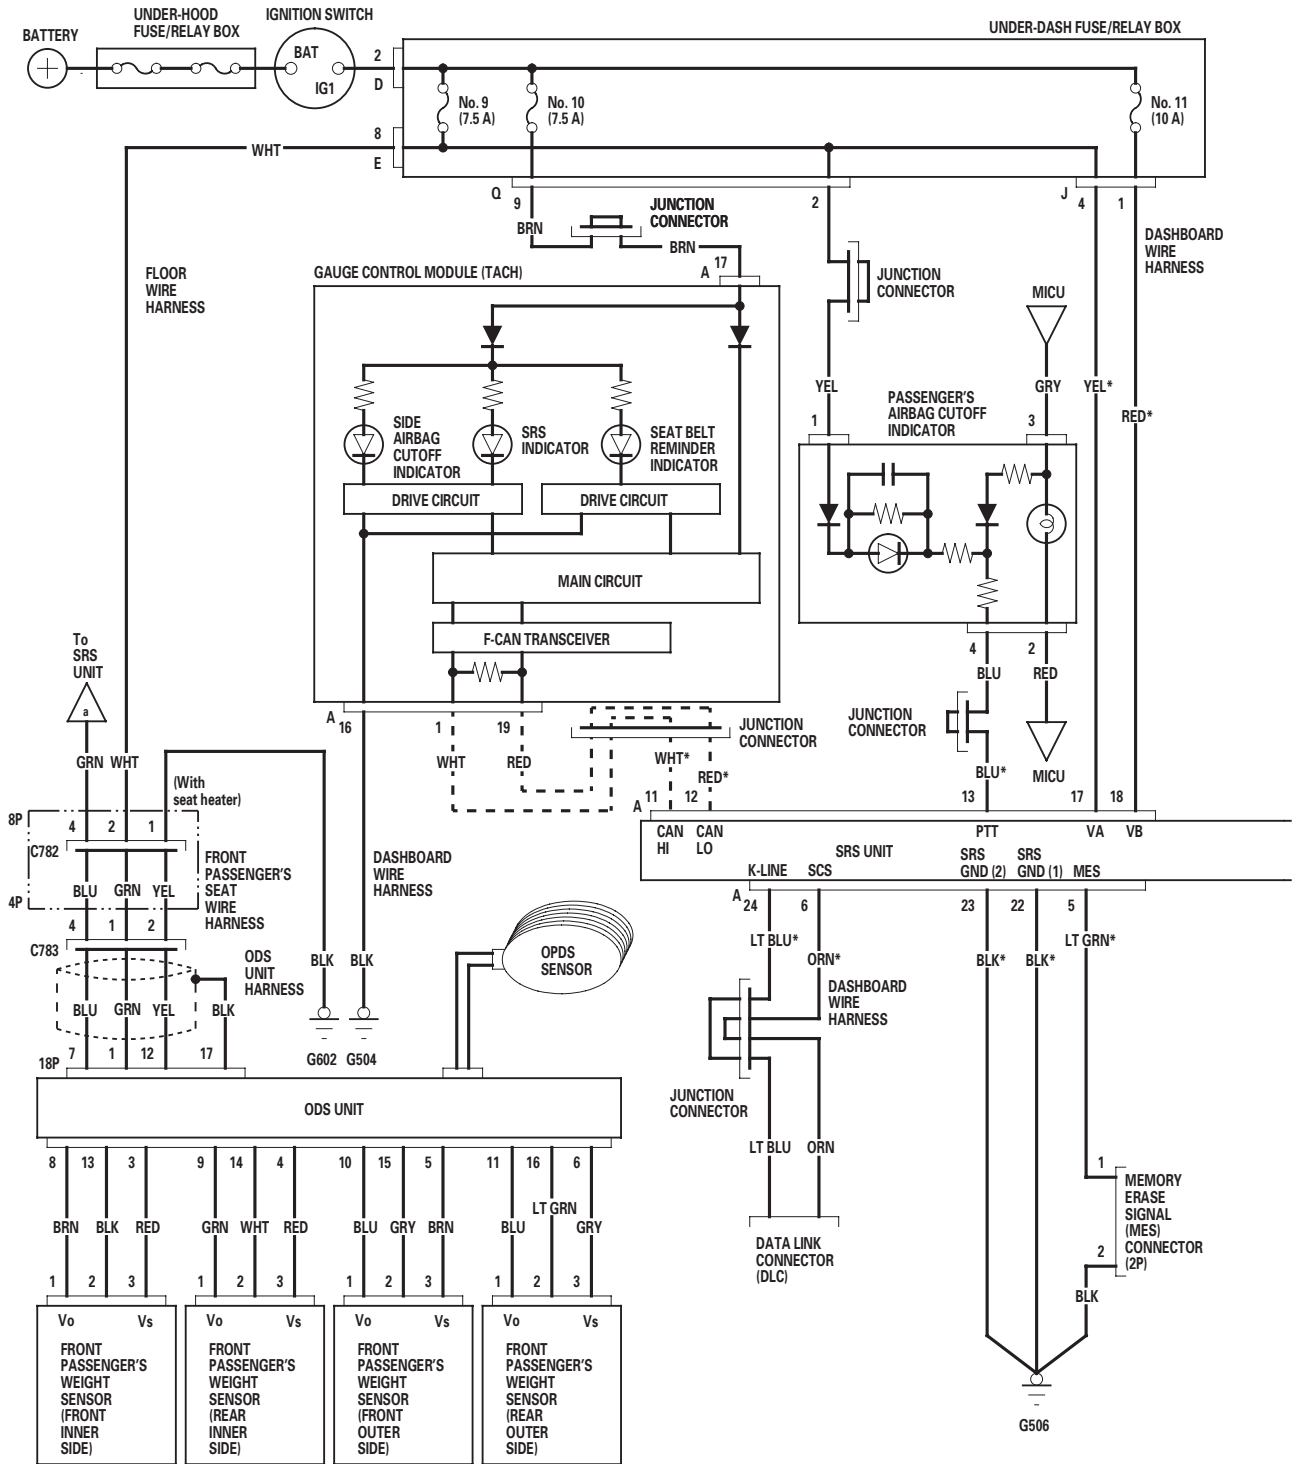 BATTERY
UNDER-HOOD
FUSE/RELAY BOX
IGNITION SWITCH
BAT
IG1
UNDER-DASH FUSE/RELAY BOX
2
D
No. 9
(7.5 A)
No. 10
(7.5 A)
No. 11
(10 A)
8
E
WHT
Q
9
2
J
4
1
BRN
JUNCTION
CONNECTOR
BRN
DASHBOARD
WIRE
HARNESS
FLOOR
WIRE
HARNESS
GAUGE CONTROL MODULE (TACH)
A
17
JUNCTION
CONNECTOR
MICU
YEL
GRY
YEL*
RED*
PASSENGER'S
AIRBAG CUTOFF
INDICATOR
1
3
SIDE
AIRBAG
CUTOFF
INDICATOR
SRS
INDICATOR
SEAT BELT
REMINDER
INDICATOR
DRIVE CIRCUIT
DRIVE CIRCUIT
MAIN CIRCUIT
F-CAN TRANSCEIVER
To
SRS
UNIT
a
4
2
BLU
RED
A
16
1
19
JUNCTION
CONNECTOR
JUNCTION
CONNECTOR
GRN
WHT
WHT
RED
WHT*
RED*
BLU*
MICU
(With
seat heater)
A
11
12
13
17
18
8P
4
2
1
C782
CAN
HI
CAN
LO
PTT
VA
VB
SRS UNIT
FRONT
PASSENGER'S
SEAT
WIRE
HARNESS
DASHBOARD
WIRE
HARNESS
K-LINE
SCS
SRS
GND (2)
SRS
GND (1)
MES
BLU
GRN
YEL
4P
A
24
6
23
22
5
4
1
2
C783
LT BLU*
ORN*
BLK*
BLK*
LT GRN*
ODS
UNIT
HARNESS
BLK
BLK
OPDS
SENSOR
DASHBOARD
WIRE
HARNESS
BLU
GRN
YEL
BLK
18P
7
1
12
17
G602
G504
ODS UNIT
JUNCTION
CONNECTOR
LT BLU
ORN
8
13
3
9
14
4
10
15
5
11
16
6
1
MEMORY
ERASE
SIGNAL
(MES)
CONNECTOR
(2P)
2
BRN
BLK
RED
GRN
WHT
RED
BLU
GRY
BRN
BLU
LT GRN
GRY
DATA LINK
CONNECTOR
(DLC)
BLK
1
2
3
1
2
3
1
2
3
1
2
3
Vo
Vs
Vo
Vs
Vo
Vs
Vo
Vs
FRONT
PASSENGER'S
WEIGHT
SENSOR
(FRONT
INNER
SIDE)
FRONT
PASSENGER'S
WEIGHT
SENSOR
(REAR
INNER
SIDE)
FRONT
PASSENGER'S
WEIGHT
SENSOR
(FRONT
OUTER
SIDE)
FRONT
PASSENGER'S
WEIGHT
SENSOR
(REAR
OUTER
SIDE)
G506